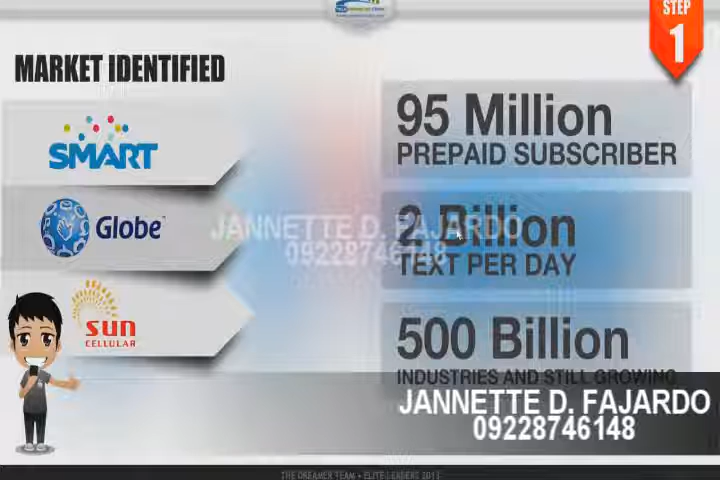 STEP
1
MARKET IDENTIFIED
SMART
95 Million
PREPAID SUBSCRIBER
Globe
JANNETTE D. FAJARDO
09228746148
2 Billion
TEXT PER DAY
sun
CELLULAR
500 Billion
INDUSTRIES AND STILL GROWING
JANNETTE D. FAJARDO
09228746148
THE DREAMER TEAM • ELITE LEADERS 2013